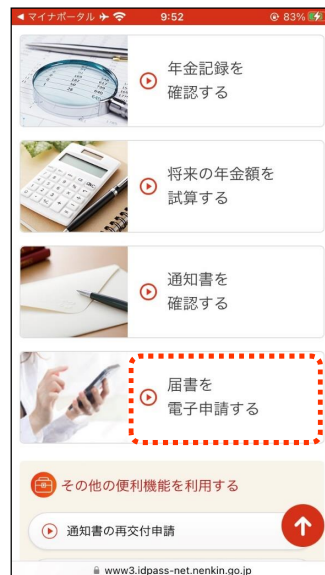 マイナポータル 9:52 83%
年金記録を
確認する
将来の年金額を
試算する
通知書を
確認する
届書を
電子申請する
その他の便利機能を利用する
通知書の再交付申請
www3.idpass-net.nenkin.go.jp